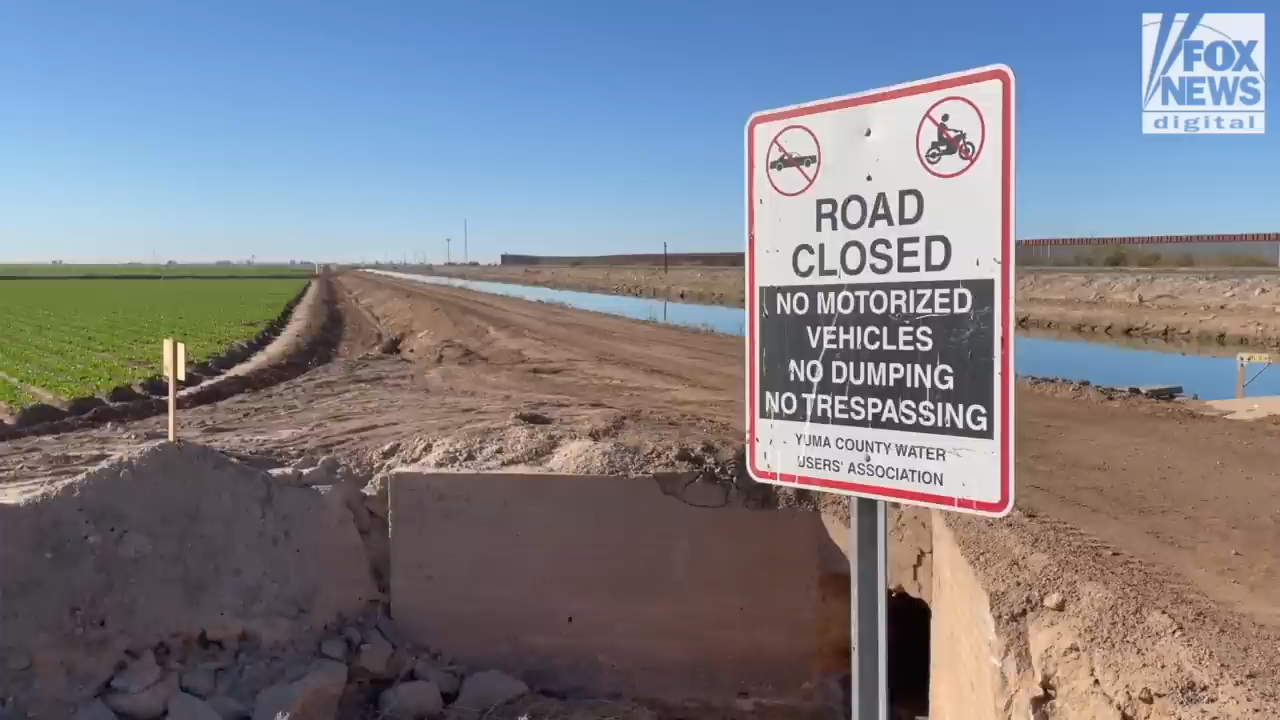 FOX
NEWS
digital
ROAD
CLOSED
NO MOTORIZED
VEHICLES
NO DUMPING
NO TRESPASSING
YUMA COUNTY WATER
USERS' ASSOCIATION